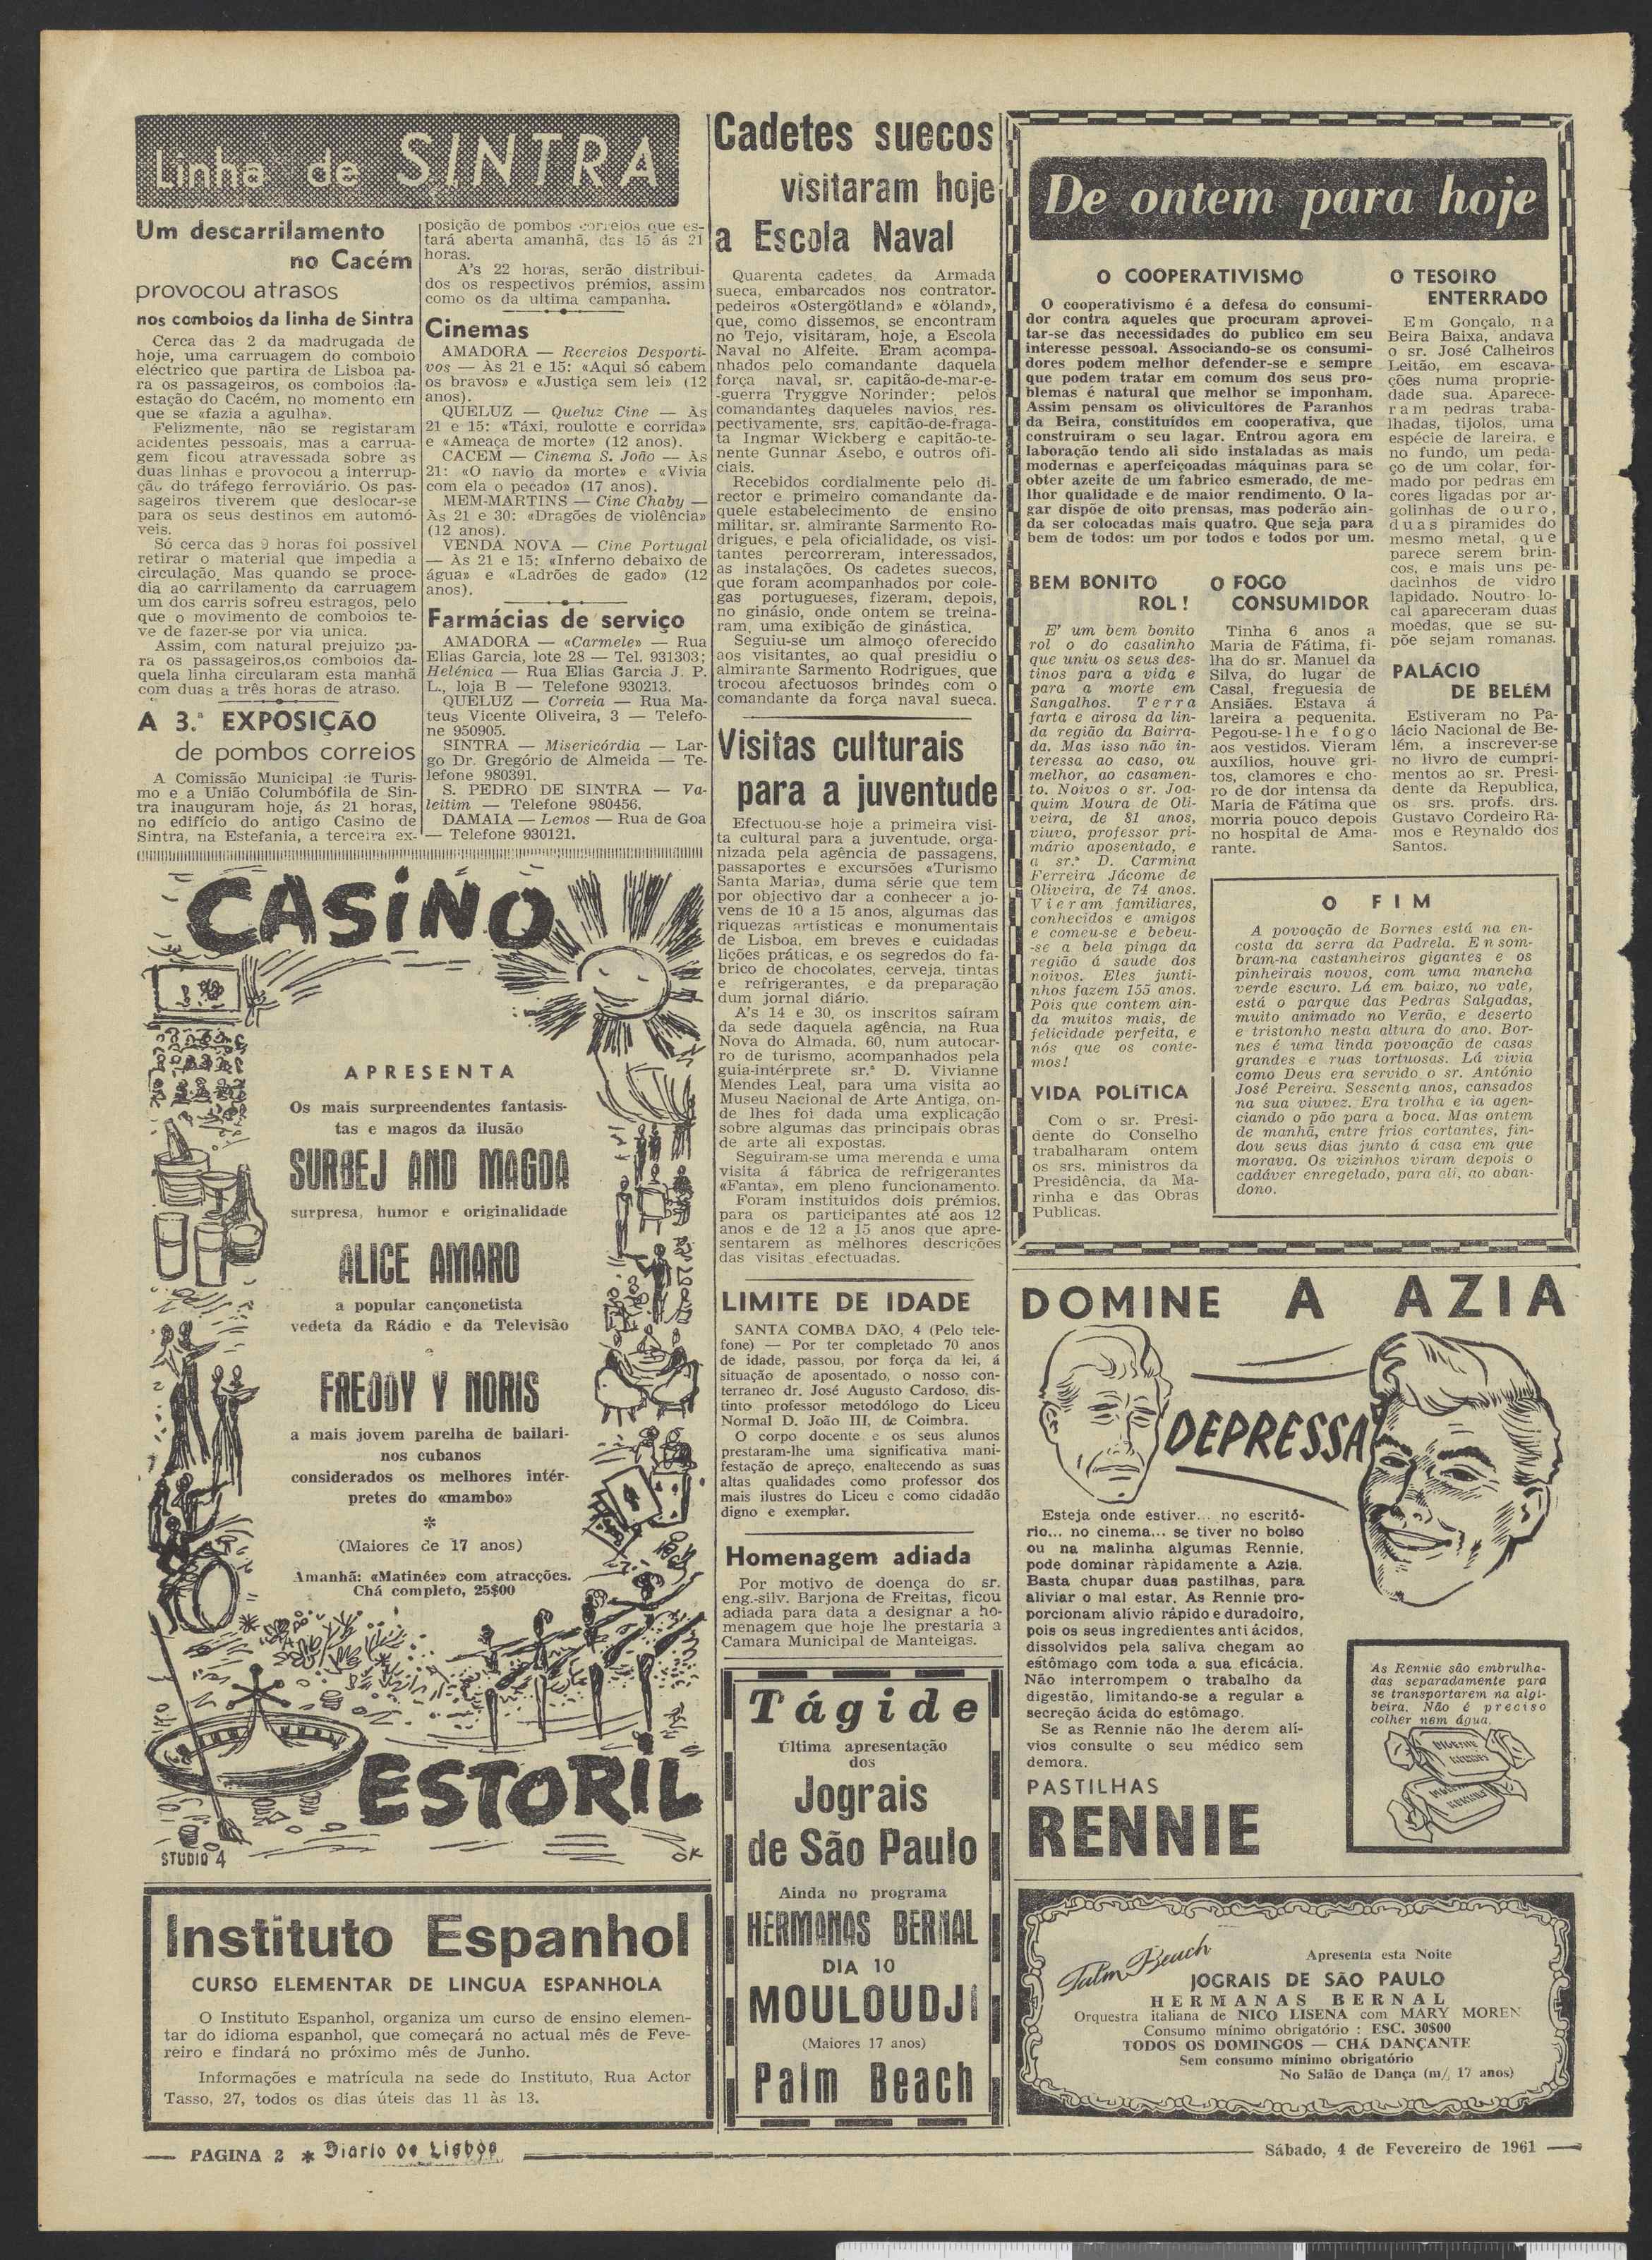 Linha de SINTRA
Um descarrilamento
no Cacém
provocou atrasos
nos comboios da linha de Sintra
Cerca das 2 da madrugada de
hoje, uma carruagem do comboio
eléctrico que partira de Lisboa pa-
ra os passageiros, os comboios da-
estação do Cacém, no momento em
que se «fazia a agulha».
Felizmente, não se registaram
acidentes pessoais, mas a carrua-
gem ficou atravessada sobre as
duas linhas e provocou a interrup-
ção do tráfego ferroviário. Os pas-
sageiros tiverem que deslocar-se
para os seus destinos em automó-
veis.
Só cerca das 9 horas foi possível
retirar o material que impedia a
circulação. Mas quando se proce-
dia ao carrilamento da carruagem
um dos carris sofreu estragos, pelo
que o movimento de comboios te-
ve de fazer-se por via unica.
Assim, com natural prejuizo pa-
ra os passageiros,os comboios da-
quela linha circularam esta manhã
com duas a três horas de atraso.
A 3.ª EXPOSIÇÃO
de pombos correios
A Comissão Municipal de Turis-
mo e a União Columbófila de Sin-
tra inauguram hoje, ás 21 horas,
no edifício do antigo Casino de
Sintra, na Estefania, a terceira ex-
posição de pombos correios que es-
tará aberta amanhã, das 15 ás 21
horas.
A's 22 horas, serão distribui-
dos os respectivos prémios, assim
como os da ultima campanha.
Cinemas
AMADORA — Recreios Desporti-
vos — Às 21 e 15: «Aqui só cabem
os bravos» e «Justiça sem lei» (12
anos).
QUELUZ — Queluz Cine — Às
21 e 15: «Táxi, roulotte e corrida»
e «Ameaça de morte» (12 anos).
CACEM — Cinema S. João — Às
21: «O navio da morte» e «Vivia
com ela o pecado» (17 anos).
MEM-MARTINS — Cine Chaby —
Às 21 e 30: «Dragões de violência»
(12 anos).
VENDA NOVA — Cine Portugal
— Às 21 e 15: «Inferno debaixo de
água» e «Ladrões de gado» (12
anos).
Farmácias de serviço
AMADORA — «Carmele» — Rua
Elias Garcia, lote 28 — Tel. 931303;
Helénica — Rua Elias Garcia J. P.
L., loja B — Telefone 930213.
QUELUZ — Correia — Rua Ma-
teus Vicente Oliveira, 3 — Telefo-
ne 950905.
SINTRA — Misericórdia — Lar-
go Dr. Gregório de Almeida — Te-
lefone 980391.
S. PEDRO DE SINTRA — Va-
leitim — Telefone 980456.
DAMAIA — Lemos — Rua de Goa
— Telefone 930121.
CASINO
APRESENTA
Os mais surpreendentes fantasis-
tas e magos da ilusão
SURBEJ AND MAGDA
surpresa, humor e originalidade
ALICE AMARO
a popular cançonetista
vedeta da Rádio e da Televisão
e
FREDDY Y NORIS
a mais jovem parelha de bailari-
nos cubanos
considerados os melhores intér-
pretes do «mambo»
*
(Maiores de 17 anos)
Amanhã: «Matinée» com atracções.
Chá completo, 25$00
ESTORIL
STUDIO 4
OK
Instituto Espanhol
CURSO ELEMENTAR DE LINGUA ESPANHOLA
O Instituto Espanhol, organiza um curso de ensino elemen-
tar do idioma espanhol, que começará no actual mês de Feve-
reiro e findará no próximo mês de Junho.
Informações e matrícula na sede do Instituto, Rua Actor
Tasso, 27, todos os dias úteis das 11 às 13.
Cadetes suecos
visitaram hoje
a Escola Naval
Quarenta cadetes da Armada
sueca, embarcados nos contrator-
pedeiros «Ostergötland» e «öland»,
que, como dissemos, se encontram
no Tejo, visitaram, hoje, a Escola
Naval no Alfeite. Eram acompa-
nhados pelo comandante daquela
força naval, sr. capitão-de-mar-e-
-guerra Tryggve Norinder; pelos
comandantes daqueles navios, res-
pectivamente, srs. capitão-de-fraga-
ta Ingmar Wickberg e capitão-te-
nente Gunnar Asebo, e outros ofi-
ciais.
Recebidos cordialmente pelo di-
rector e primeiro comandante da-
quele estabelecimento de ensino
militar, sr. almirante Sarmento Ro-
drigues, e pela oficialidade, os visi-
tantes percorreram, interessados,
as instalações. Os cadetes suecos,
que foram acompanhados por cole-
gas portugueses, fizeram, depois,
no ginásio, onde ontem se treina-
ram, uma exibição de ginástica.
Seguiu-se um almoço oferecido
aos visitantes, ao qual presidiu o
almirante Sarmento Rodrigues, que
trocou afectuosos brindes com o
comandante da força naval sueca.
Visitas culturais
para a juventude
Efectuou-se hoje a primeira visi-
ta cultural para a juventude, orga-
nizada pela agência de passagens,
passaportes e excursões «Turismo
Santa Maria», duma série que tem
por objectivo dar a conhecer a jo-
vens de 10 a 15 anos, algumas das
riquezas artísticas e monumentais
de Lisboa, em breves e cuidadas
lições práticas, e os segredos do fa-
brico de chocolates, cerveja, tintas
e refrigerantes, e da preparação
dum jornal diário.
A's 14 e 30, os inscritos saíram
da sede daquela agência, na Rua
Nova do Almada, 60, num autocar-
ro de turismo, acompanhados pela
guia-intérprete sr.ª D. Vivianne
Mendes Leal, para uma visita ao
Museu Nacional de Arte Antiga, on-
de lhes foi dada uma explicação
sobre algumas das principais obras
de arte ali expostas.
Seguiram-se uma merenda e uma
visita á fábrica de refrigerantes
«Fanta», em pleno funcionamento.
Foram instituidos dois prémios,
para os participantes até aos 12
anos e de 12 a 15 anos que apre-
sentarem as melhores descrições
das visitas efectuadas.
LIMITE DE IDADE
SANTA COMBA DÃO, 4 (Pelo tele-
fone) — Por ter completado 70 anos
de idade, passou, por força da lei, á
situação de aposentado, o nosso con-
terraneo dr. José Augusto Cardoso, dis-
tinto professor metodólogo do Liceu
Normal D. João III, de Coimbra.
O corpo docente e os seus alunos
prestaram-lhe uma significativa mani-
festação de apreço, enaltecendo as suas
altas qualidades como professor dos
mais ilustres do Liceu e como cidadão
digno e exemplar.
Homenagem adiada
Por motivo de doença do sr.
eng.-silv. Barjona de Freitas, ficou
adiada para data a designar a ho-
menagem que hoje lhe prestaria a
Camara Municipal de Manteigas.
Tágide
Última apresentação
dos
Jograis
de São Paulo
Ainda no programa
HERMANAS BERNAL
DIA 10
MOULOUDJI
(Maiores 17 anos)
Palm Beach
De ontem para hoje
O COOPERATIVISMO
O cooperativismo é a defesa do consumi-
dor contra aqueles que procuram aprovei-
tar-se das necessidades do publico em seu
interesse pessoal. Associando-se os consumi-
dores podem melhor defender-se e sempre
que podem tratar em comum dos seus pro-
blemas é natural que melhor se imponham.
Assim pensam os olivicultores de Paranhos
da Beira, constituídos em cooperativa, que
construiram o seu lagar. Entrou agora em
laboração tendo ali sido instaladas as mais
modernas e aperfeiçoadas máquinas para se
obter azeite de um fabrico esmerado, de me-
lhor qualidade e de maior rendimento. O la-
gar dispõe de oito prensas, mas poderão ain-
da ser colocadas mais quatro. Que seja para
bem de todos: um por todos e todos por um.
BEM BONITO
ROL!
E' um bem bonito
rol o do casalinho
que uniu os seus des-
tinos para a vida e
para a morte em
Sangalhos. Terra
farta e airosa da lin-
da região da Bairra-
da. Mas isso não in-
teressa ao caso, ou
melhor, ao casamen-
to. Noivos o sr. Joa-
quim Moura de Oli-
veira, de 81 anos,
viuvo, professor pri-
mário aposentado, e
a sr.ª D. Carmina
Ferreira Jácome de
Oliveira, de 74 anos.
Vieram familiares,
conhecidos e amigos
e comeu-se e bebeu-
-se a bela pinga da
região á saude dos
noivos. Eles junti-
nhos fazem 155 anos.
Pois que contem ain-
da muitos mais, de
felicidade perfeita, e
nós que os conte-
mos!
VIDA POLÍTICA
Com o sr. Presi-
dente do Conselho
trabalharam ontem
os srs. ministros da
Presidência, da Ma-
rinha e das Obras
Publicas.
O FOGO
CONSUMIDOR
Tinha 6 anos a
Maria de Fátima, fi-
lha do sr. Manuel da
Silva, do lugar de
Casal, freguesia de
Ansiães. Estava á
lareira a pequenita.
Pegou-se-lhe fogo
aos vestidos. Vieram
auxílios, houve gri-
tos, clamores e cho-
ro de dor intensa da
Maria de Fátima que
morria pouco depois
no hospital de Ama-
rante.
O TESOIRO
ENTERRADO
Em Gonçalo, na
Beira Baixa, andava
o sr. José Calheiros
Leitão, em escava-
ções numa proprie-
dade sua. Aparece-
ram pedras traba-
lhadas, tijolos, uma
espécie de lareira, e
no fundo, um peda-
ço de um colar, for-
mado por pedras em
cores ligadas por ar-
golinhas de ouro,
duas piramides do
mesmo metal, que
parece serem brin-
cos, e mais uns pe-
dacinhos de vidro
lapidado. Noutro lo-
cal apareceram duas
moedas, que se su-
põe sejam romanas.
PALÁCIO
DE BELÉM
Estiveram no Pa-
lácio Nacional de Be-
lém, a inscrever-se
no livro de cumpri-
mentos ao sr. Presi-
dente da Republica,
os srs. profs. drs.
Gustavo Cordeiro Ra-
mos e Reynaldo dos
Santos.
O FIM
A povoação de Bornes está na en-
costa da serra da Padrela. Ensom-
bram-na castanheiros gigantes e os
pinheirais novos, com uma mancha
verde escuro. Lá em baixo, no vale,
está o parque das Pedras Salgadas,
muito animado no Verão, e deserto
e tristonho nesta altura do ano. Bor-
nes é uma linda povoação de casas
grandes e ruas tortuosas. Lá vivia
como Deus era servido o sr. António
José Pereira. Sessenta anos, cansados
na sua viuvez. Era trolha e ia agen-
ciando o pão para a boca. Mas ontem
de manhã, entre frios cortantes, fin-
dou seus dias junto á casa em que
morava. Os vizinhos viram depois o
cadáver enregelado, para ali, ao aban-
dono.
DOMINE A AZIA
DEPRESSA
Esteja onde estiver... no escritó-
rio... no cinema... se tiver no bolso
ou na malinha algumas Rennie,
pode dominar ràpidamente a Azia.
Basta chupar duas pastilhas, para
aliviar o mal estar. As Rennie pro-
porcionam alívio rápido e duradoiro,
pois os seus ingredientes anti ácidos,
dissolvidos pela saliva chegam ao
estômago com toda a sua eficácia.
Não interrompem o trabalho da
digestão, limitando-se a regular a
secreção ácida do estômago.
Se as Rennie não lhe derem alí-
vios consulte o seu médico sem
demora.
PASTILHAS
RENNIE
As Rennie são embrulha-
das separadamente para
se transportarem na algi-
beira. Não é preciso
colher nem água.
DIGESTIF
RENNIES
RENNIES
Palm Beach
Apresenta esta Noite
JOGRAIS DE SÃO PAULO
HERMANAS BERNAL
Orquestra italiana de NICO LISENA com MARY MOREN
Consumo mínimo obrigatório : ESC. 30$00
TODOS OS DOMINGOS — CHÁ DANÇANTE
Sem consumo mínimo obrigatório
No Salão de Dança (m/ 17 anos)
PAGINA 2 * Diario de Lisboa
Sábado, 4 de Fevereiro de 1961